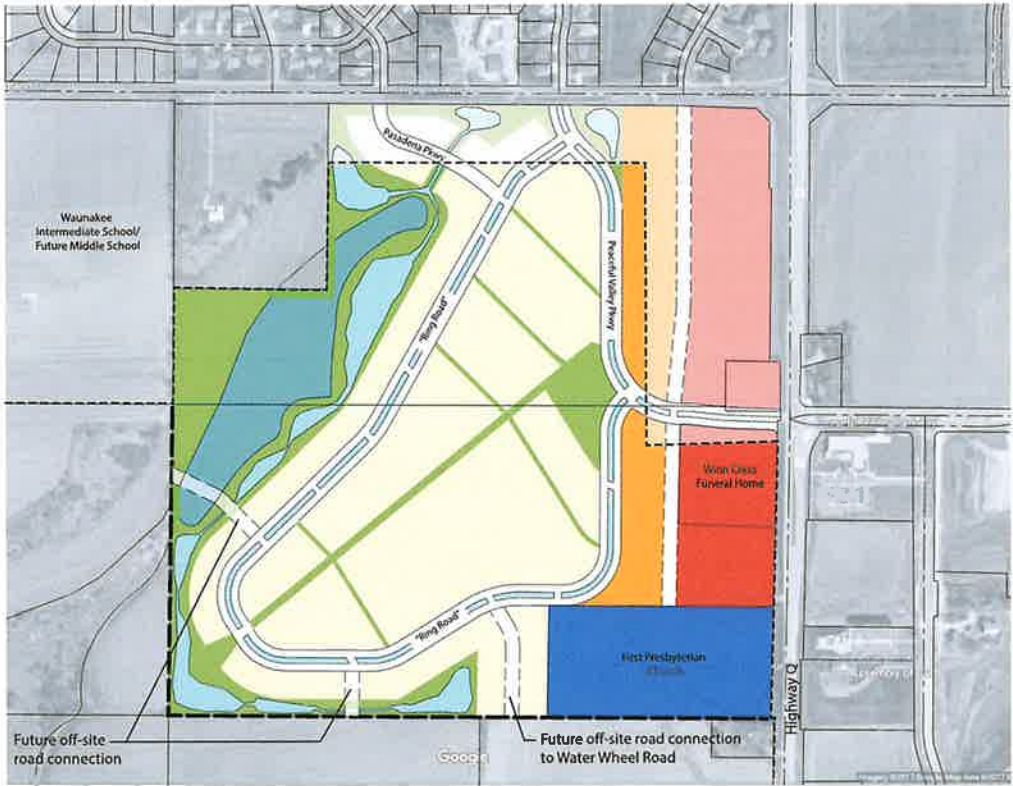 Pasadena Pkwy
Waunakee
Intermediate School/
Future Middle School
Peaceful Valley Pkwy
"Ring Road"
Winn Cress
Funeral Home
"Ring Road"
First Presbyterian
Church
Highway Q
Future off-site
road connection
Future off-site road connection
to Water Wheel Road
Google